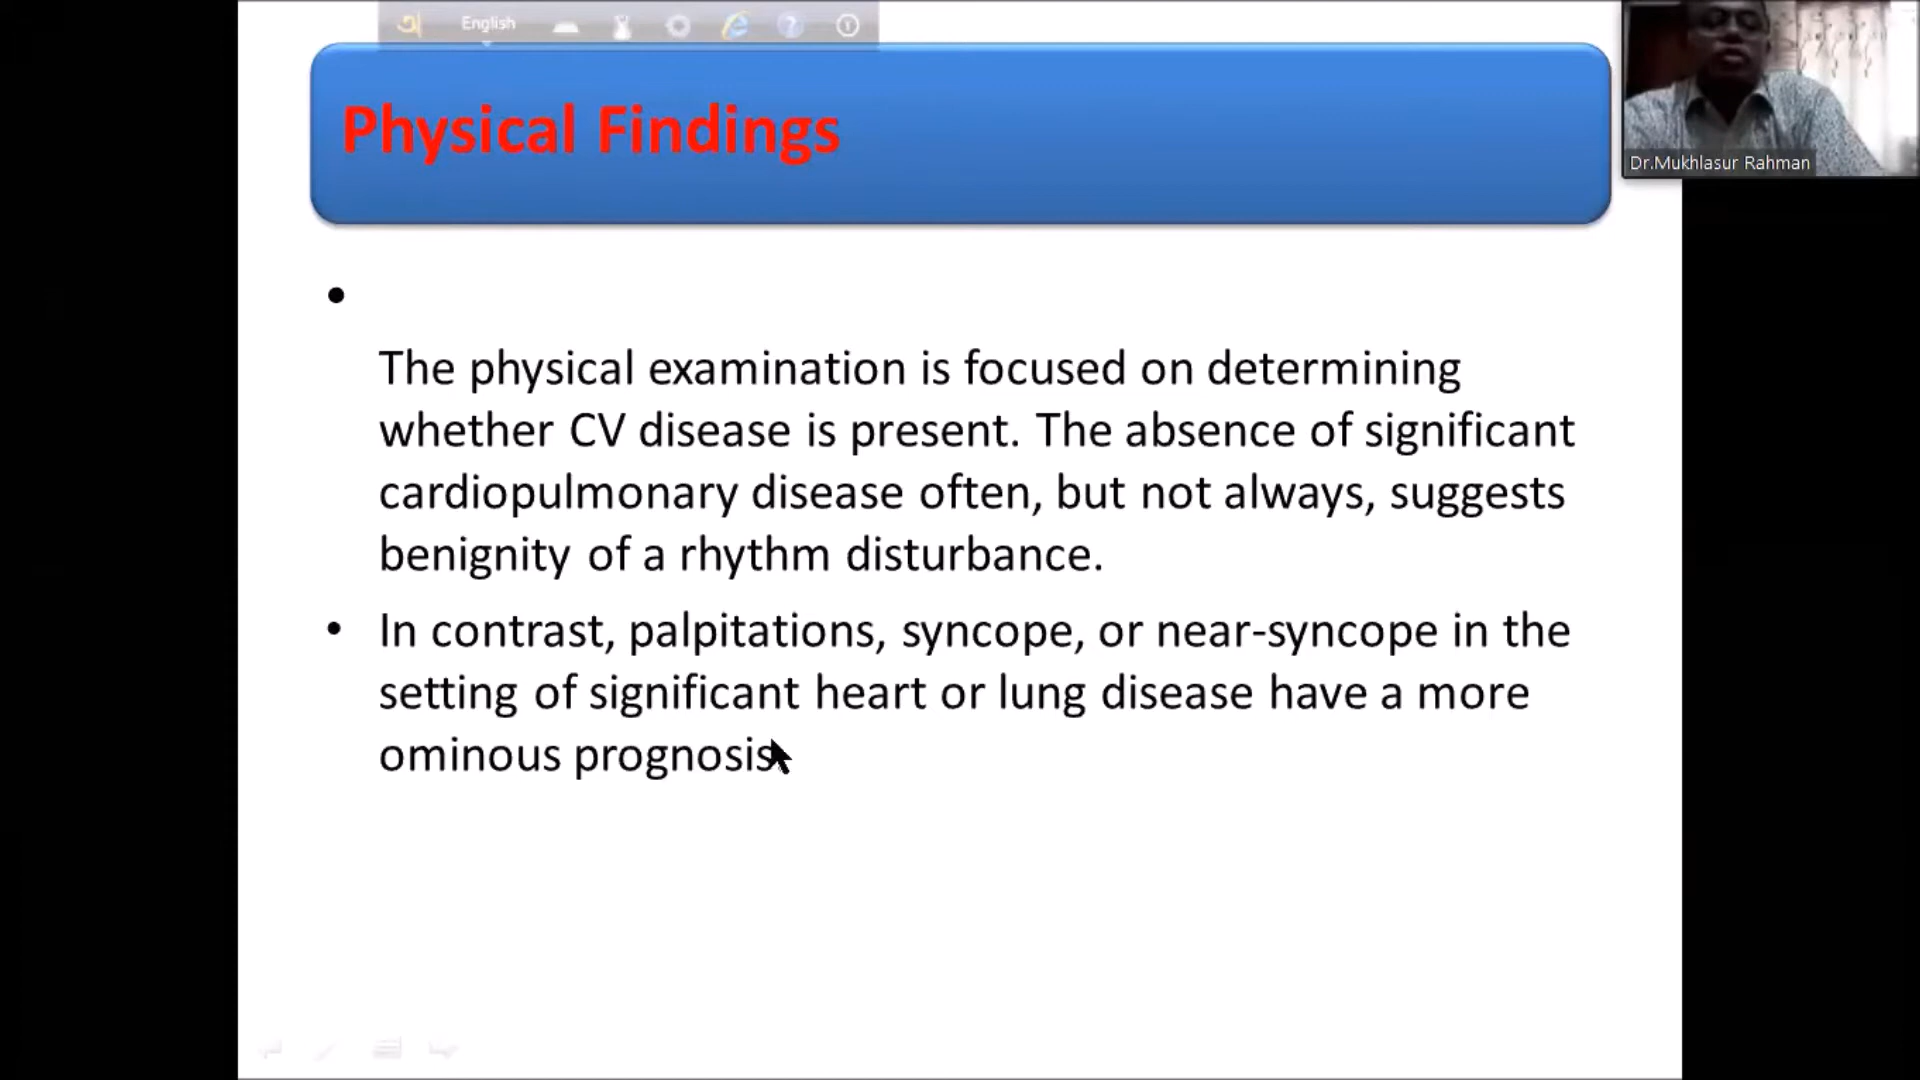 অ English
Physical Findings
Dr.Mukhlasur Rahman
•
The physical examination is focused on determining
whether CV disease is present. The absence of significant
cardiopulmonary disease often, but not always, suggests
benignity of a rhythm disturbance.
• In contrast, palpitations, syncope, or near-syncope in the
setting of significant heart or lung disease have a more
ominous prognosis